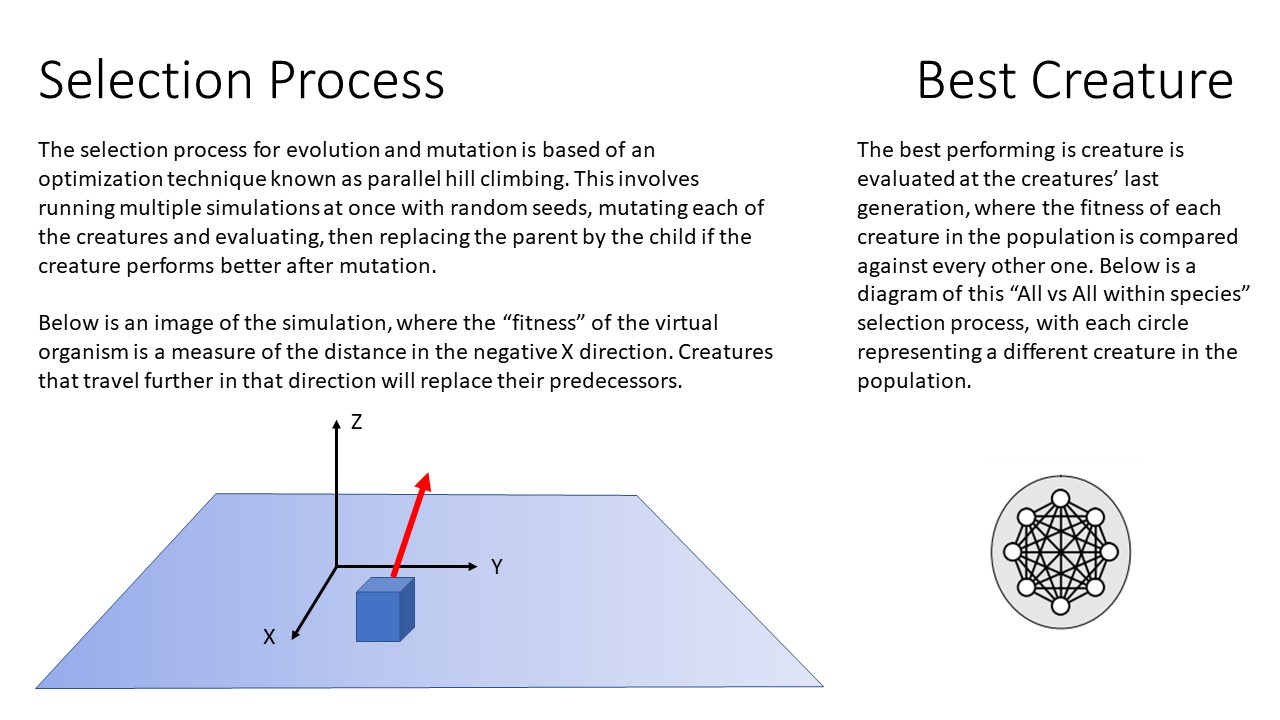 Selection Process
The selection process for evolution and mutation is based of an
optimization technique known as parallel hill climbing. This involves
running multiple simulations at once with random seeds, mutating each of
the creatures and evaluating, then replacing the parent by the child if the
creature performs better after mutation.
Below is an image of the simulation, where the “fitness” of the virtual
organism is a measure of the distance in the negative X direction. Creatures
that travel further in that direction will replace their predecessors.
Z
Y
X
Best Creature
The best performing is creature is
evaluated at the creatures’ last
generation, where the fitness of each
creature in the population is compared
against every other one. Below is a
diagram of this “All vs All within species”
selection process, with each circle
representing a different creature in the
population.